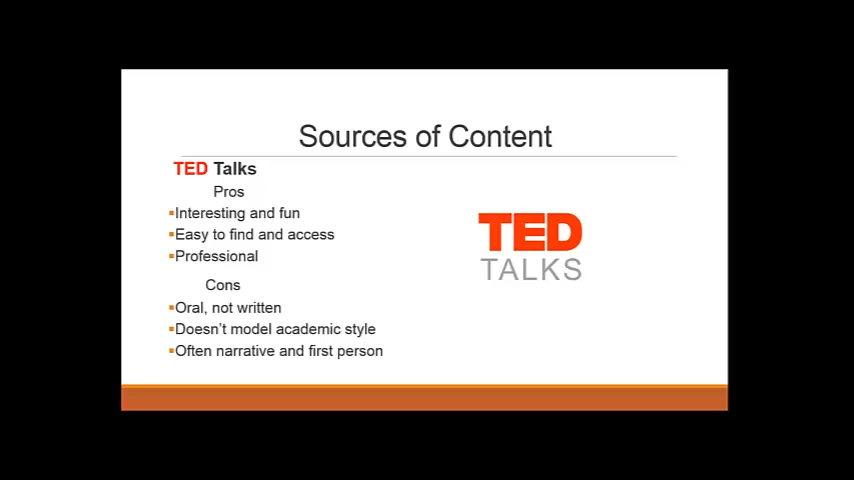 Sources of Content
TED Talks
Pros
▪Interesting and fun
▪Easy to find and access
▪Professional
Cons
▪Oral, not written
▪Doesn’t model academic style
▪Often narrative and first person
TED
TALKS